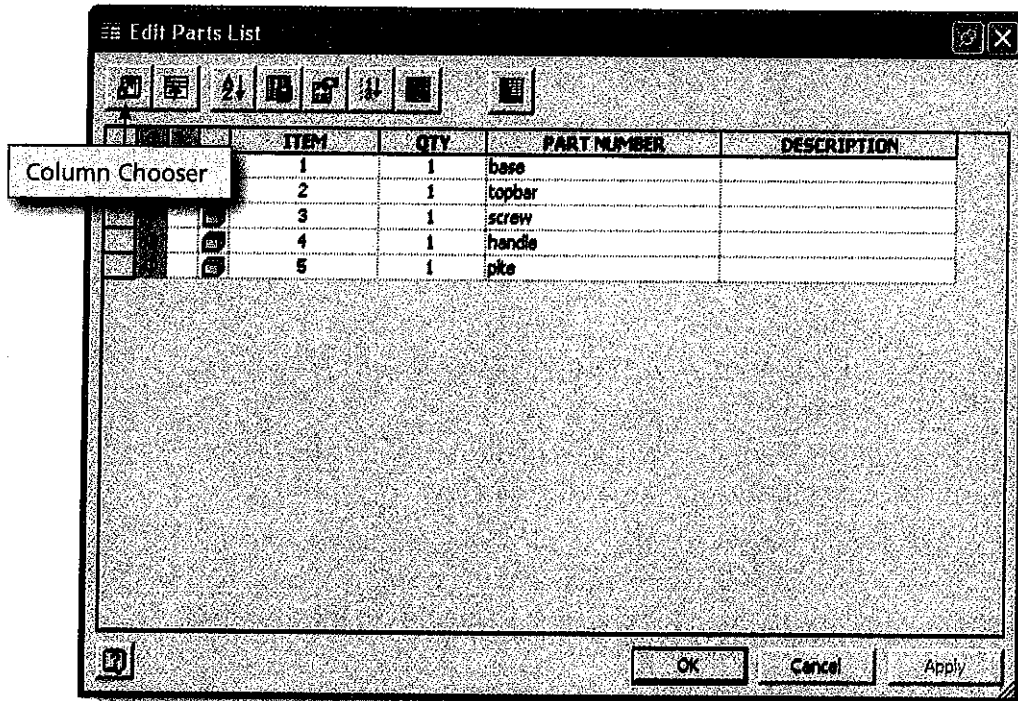 Edit Parts List
Column Chooser
ITEM QTY PART NUMBER DESCRIPTION
1 1 base
2 1 topbar
3 1 screw
4 1 handle
5 1
OK Cancel Apply